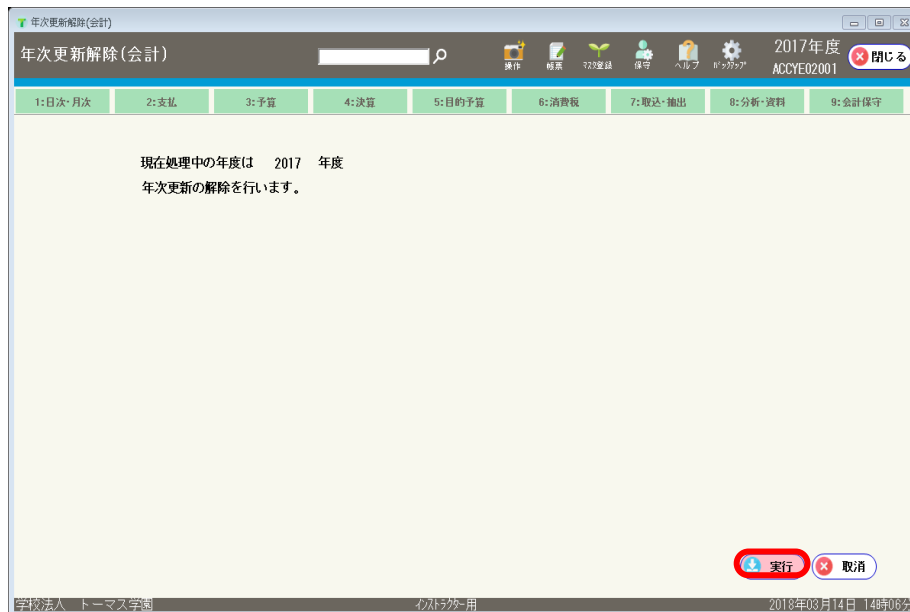 年次更新解除(会計)
年次更新解除(会計)
操作 帳票 マスタ登録 保守 ヘルプ バックアップ
2017年度
ACCYE02001
閉じる
1:日次・月次 2:支払 3:予算 4:決算 5:目的予算 6:消費税 7:取込・抽出 8:分析・資料 9:会計保守
現在処理中の年度は 2017 年度
年次更新の解除を行います。
実行 取消
学校法人 トーマス学園 インストラクター用 2018年03月14日 14時06分